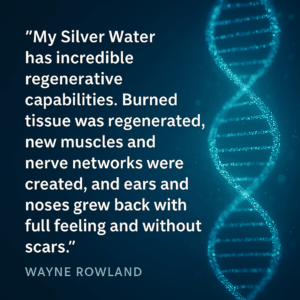 "My Silver Water
has incredible
regenerative
capabilities. Burned
tissue was regenerated,
new muscles and
nerve networks were
created, and ears and
noses grew back with
full feeling and without
scars."
WAYNE ROWLAND